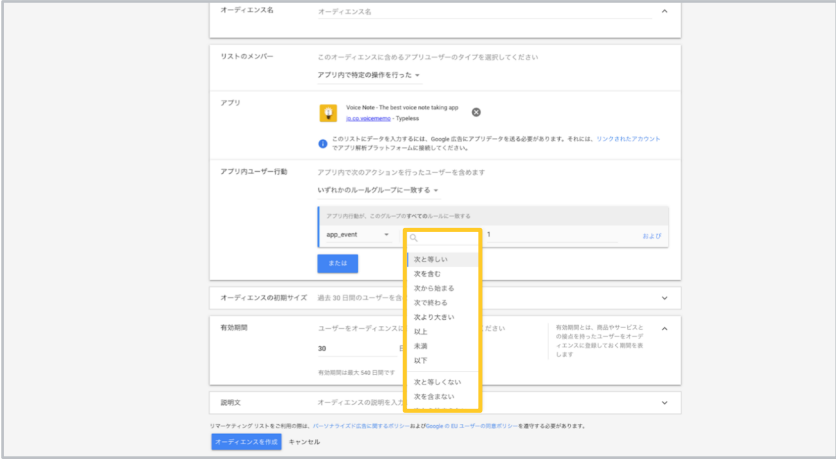 オーディエンス名
オーディエンス名
リストのメンバー
このオーディエンスに含めるアプリユーザーのタイプを選択してください
アプリ内で特定の操作を行った
アプリ
Voice Note - The best voice note taking app
in.co.voicememo - Typeless
このリストにデータを入力するには、Google 広告にアプリデータを送る必要があります。それには、リンクされたアカウント
でアプリ解析プラットフォームに接続してください。
アプリ内ユーザー行動
アプリ内で次のアクションを行ったユーザーを含めます
いずれかのルールグループに一致する
アプリ内行動が、このグループのすべてのルールに一致する
app_event
1
および
または
次と等しい
次を含む
次から始まる
次で終わる
次より大きい
以上
未満
以下
次と等しくない
次を含まない
オーディエンスの初期サイズ
過去 30 日間のユーザーを含
有効期間
ユーザーをオーディエンスに
ください
30
有効期間は最大 540 日間です
有効期間とは、商品やサービスと
の接点を持ったユーザーをオーデ
ィエンスに登録しておく期間を表
します
説明文
オーディエンスの説明を入力
リマーケティング リストをご利用の際は、パーソナライズド広告に関するポリシーおよびGoogle の EU ユーザーの同意ポリシーを遵守する必要があります。
オーディエンスを作成
キャンセル